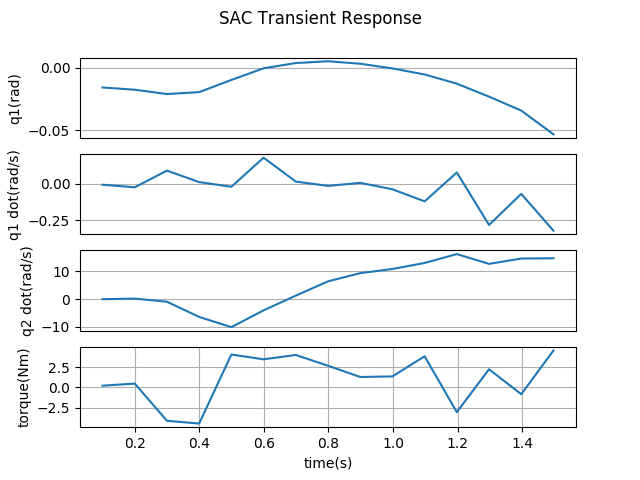 SAC Transient Response
q1(rad)
0.00
−0.05
q1 dot(rad/s)
0.00
−0.25
q2 dot(rad/s)
10
0
−10
torque(Nm)
2.5
0.0
−2.5
0.2 0.4 0.6 0.8 1.0 1.2 1.4
time(s)